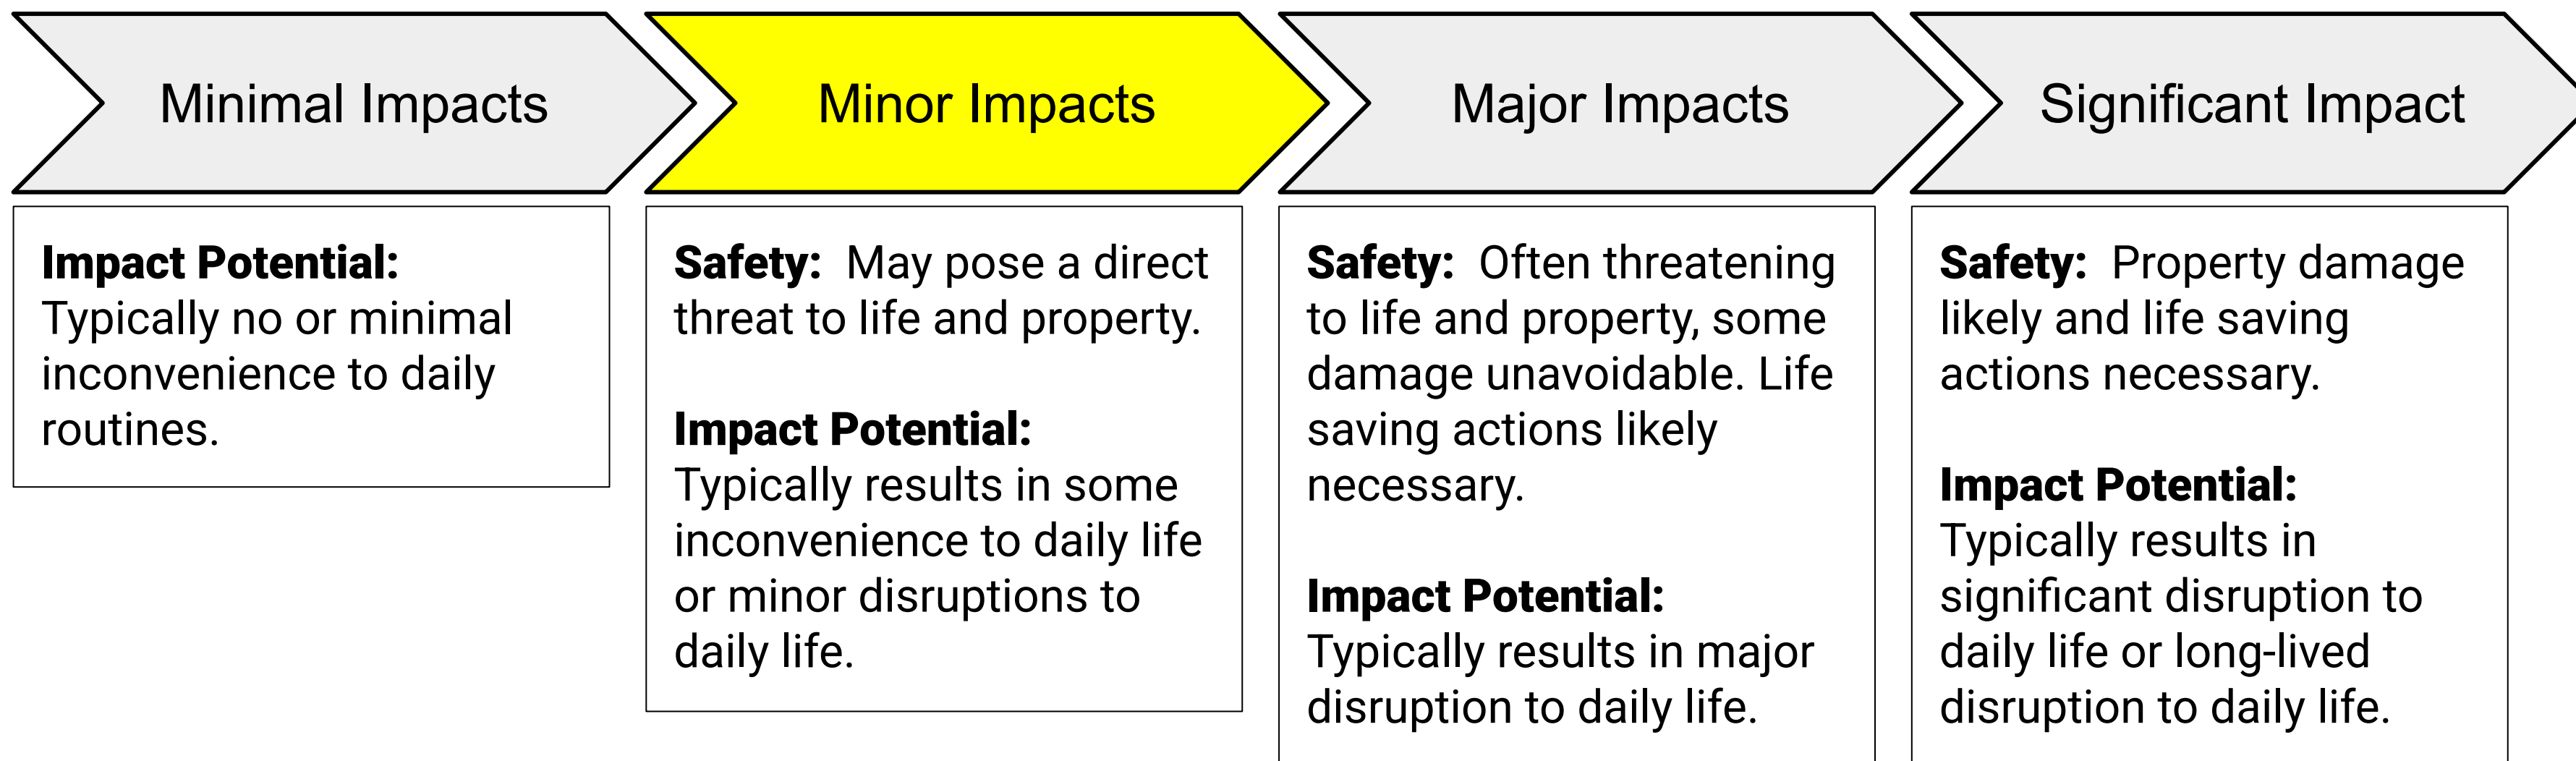 Minimal Impacts
Minor Impacts
Major Impacts
Significant Impact
Impact Potential:
Typically no or minimal
inconvenience to daily
routines.
Safety: May pose a direct
threat to life and property.
Impact Potential:
Typically results in some
inconvenience to daily life
or minor disruptions to
daily life.
Safety: Often threatening
to life and property, some
damage unavoidable. Life
saving actions likely
necessary.
Impact Potential:
Typically results in major
disruption to daily life.
Safety: Property damage
likely and life saving
actions necessary.
Impact Potential:
Typically results in
significant disruption to
daily life or long-lived
disruption to daily life.